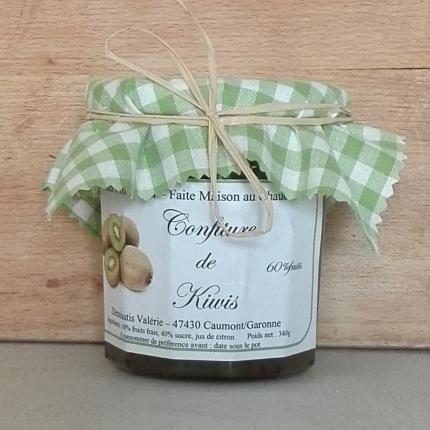 – Faite Maison au Chaud
Confiture
de
60%fruits
Kiwis
Valérie – 47430 Caumont/Garonne
60% fruits frais, 40% sucre, jus de citron Poids net : 340g
consommer de préférence avant : date sous le pot